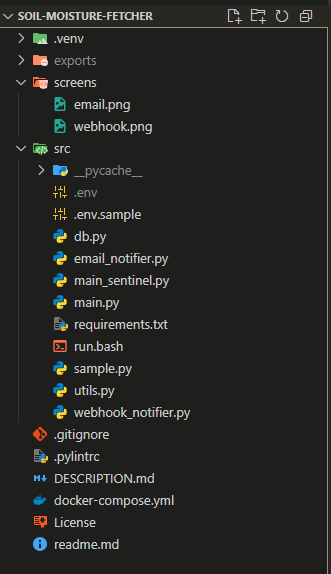 SOIL-MOISTURE-FETCHER
.venv
exports
screens
email.png
webhook.png
src
__pycache__
.env
.env.sample
db.py
email_notifier.py
main_sentinel.py
main.py
requirements.txt
run.bash
sample.py
utils.py
webhook_notifier.py
.gitignore
.pylintrc
DESCRIPTION.md
docker-compose.yml
License
readme.md